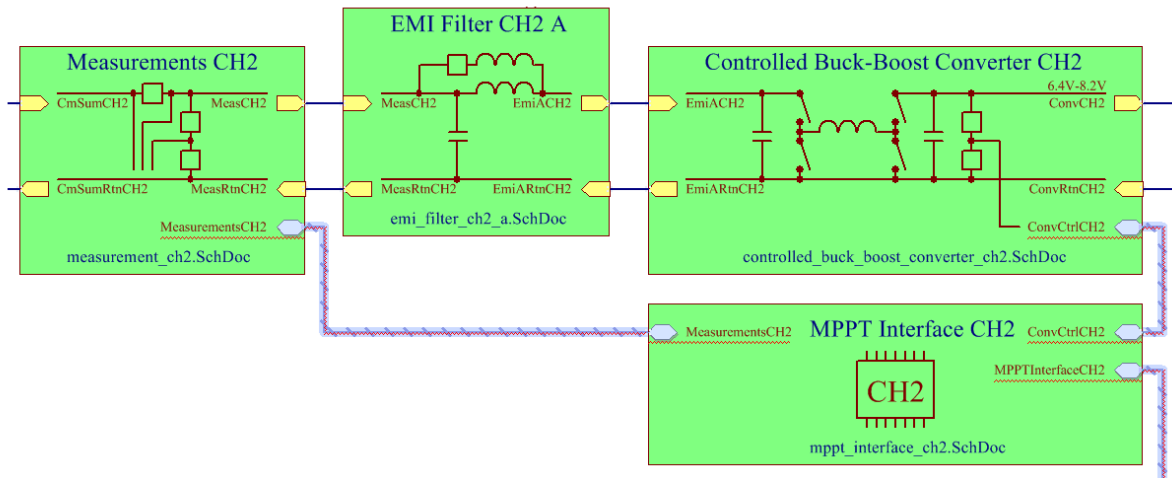 EMI Filter CH2 A
MeasCH2
EmiACH2
MeasRtnCH2
EmiARtnCH2
emi_filter_ch2_a.SchDoc
Measurements CH2
CmSumCH2
MeasCH2
CmSumRtnCH2
MeasRtnCH2
MeasurementsCH2
measurement_ch2.SchDoc
Controlled Buck-Boost Converter CH2
6.4V-8.2V
EmiACH2
ConvCH2
EmiARtnCH2
ConvRtnCH2
ConvCtrlCH2
controlled_buck_boost_converter_ch2.SchDoc
MPPT Interface CH2
MeasurementsCH2
ConvCtrlCH2
MPPTInterfaceCH2
CH2
mppt_interface_ch2.SchDoc